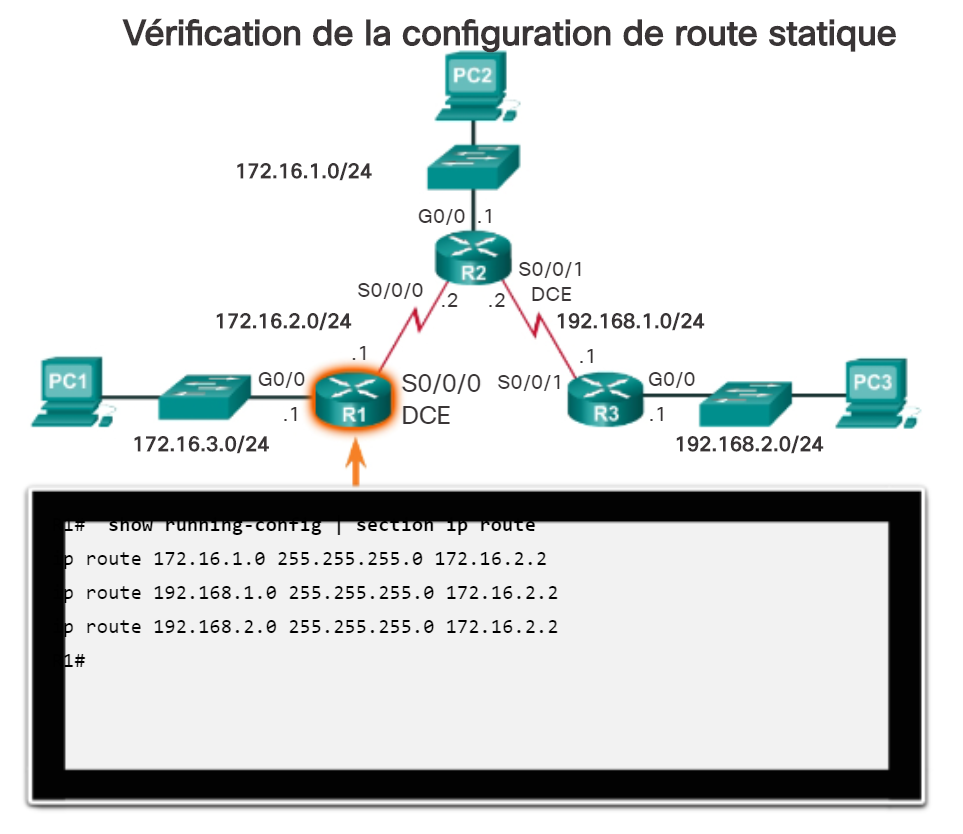 Vérification de la configuration de route statique
PC2
172.16.1.0/24
G0/0 .1
R2
S0/0/1
DCE
S0/0/0
.2 .2
172.16.2.0/24
192.168.1.0/24
.1
.1
PC1
G0/0
.1
R1
S0/0/0
DCE
172.16.3.0/24
S0/0/1
R3
G0/0
.1
PC3
192.168.2.0/24
1# show running-config | section ip route
p route 172.16.1.0 255.255.255.0 172.16.2.2
p route 192.168.1.0 255.255.255.0 172.16.2.2
p route 192.168.2.0 255.255.255.0 172.16.2.2
1#